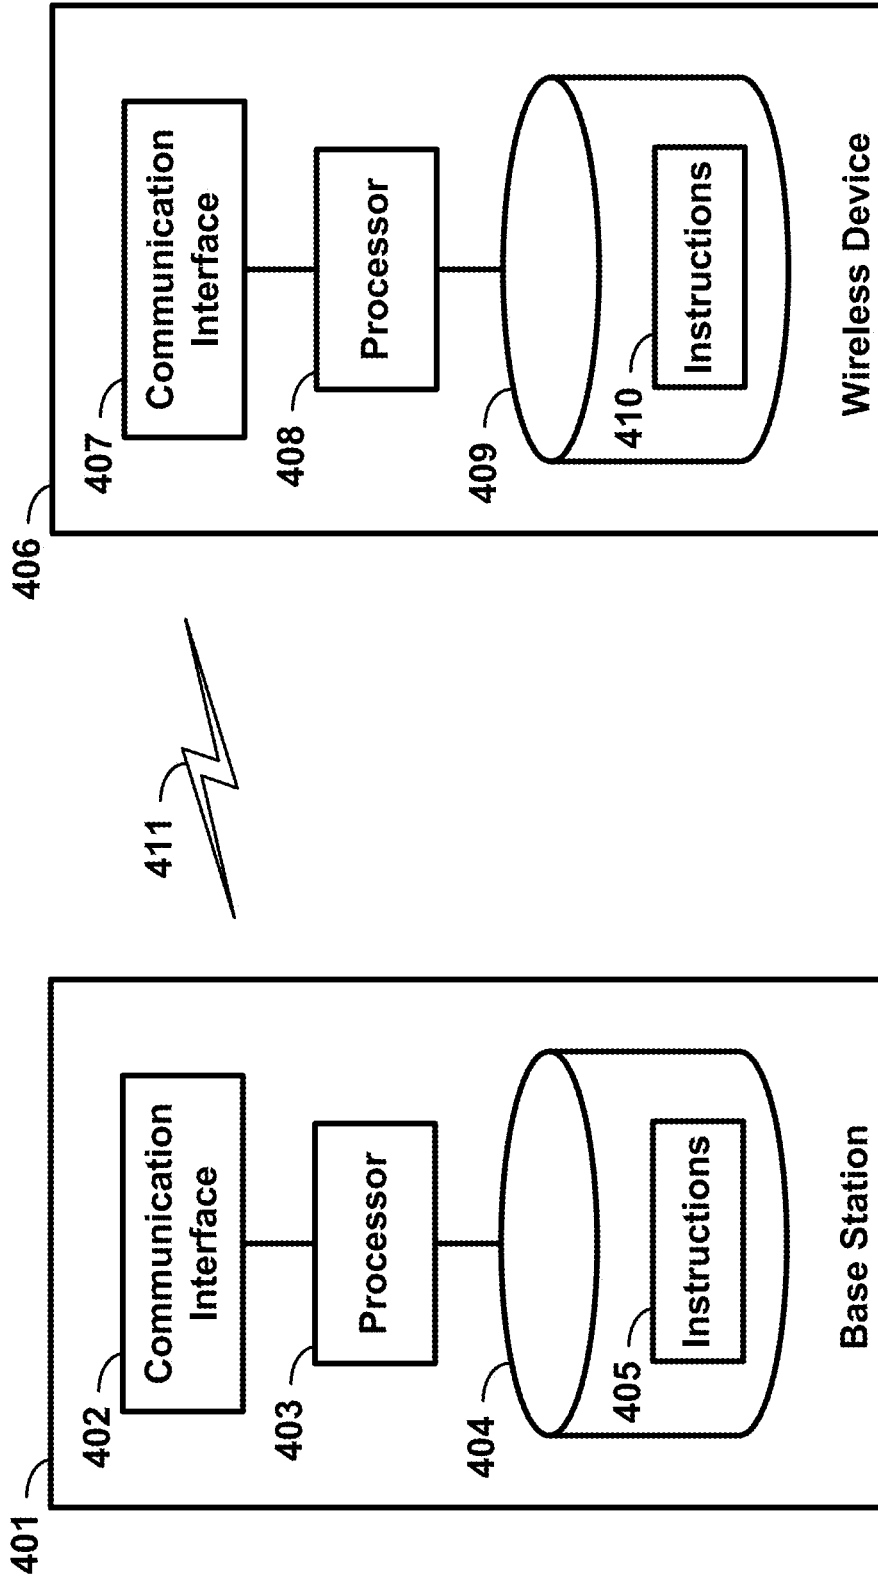 401
402
Communication
Interface
403
Processor
404
405
Instructions
Base Station
411
406
407
Communication
Interface
408
Processor
409
410
Instructions
Wireless Device